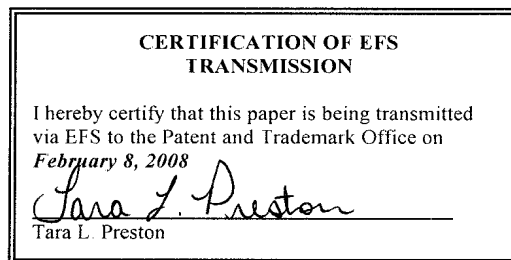 CERTIFICATION OF EFS
TRANSMISSION
I hereby certify that this paper is being transmitted
via EFS to the Patent and Trademark Office on
February 8, 2008
Tara L. Preston
Tara L. Preston